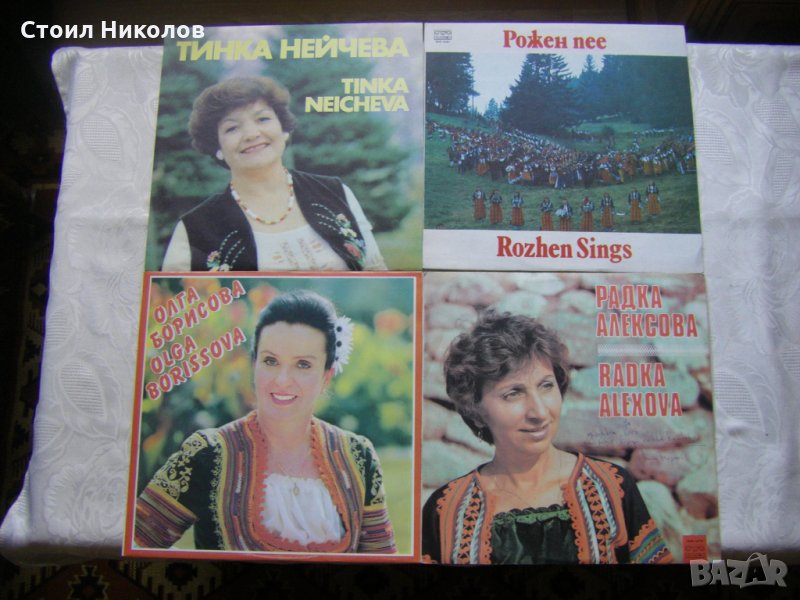 Стоил Николов
ТИНКА НЕЙЧЕВА
TINKA
NEICHEVA
Рожен пее
Rozhen Sings
ОЛГА
БОРИСОВА
OLGA
BORISSOVA
РАДКА
АЛЕКСОВА
RADKA
ALEXOVA
BAZAR